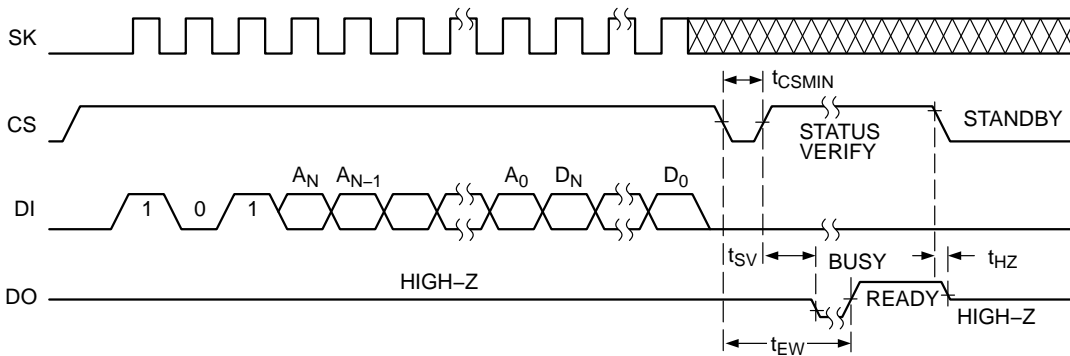 SK
t_CSMIN
CS
STANDBY
STATUS
VERIFY
A_N A_N–1 A_0 D_N D_0
DI
1 0 1
t_SV
BUSY
t_HZ
HIGH–Z
DO
READY
HIGH–Z
t_EW